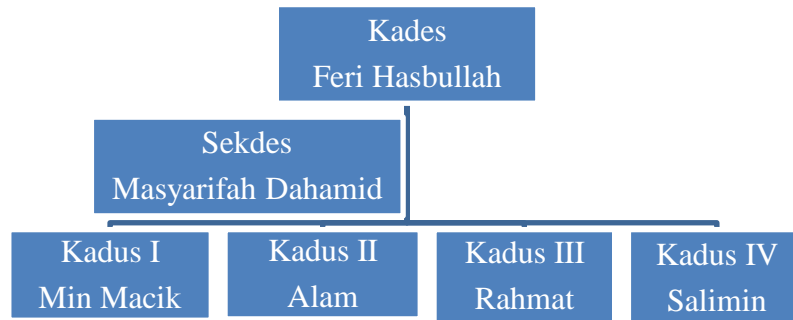 Kades
Feri Hasbullah
Sekdes
Masyarifah Dahamid
Kadus I
Min Macik
Kadus II
Alam
Kadus III
Rahmat
Kadus IV
Salimin